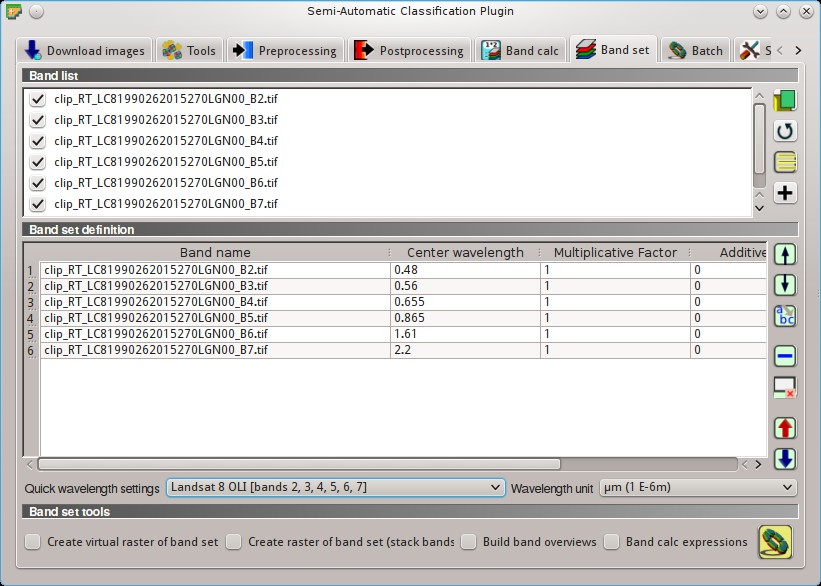 Semi-Automatic Classification Plugin
Download images Tools Preprocessing Postprocessing Band calc Band set Batch S
Band list
clip_RT_LC81990262015270LGN00_B2.tif
clip_RT_LC81990262015270LGN00_B3.tif
clip_RT_LC81990262015270LGN00_B4.tif
clip_RT_LC81990262015270LGN00_B5.tif
clip_RT_LC81990262015270LGN00_B6.tif
clip_RT_LC81990262015270LGN00_B7.tif
Band set definition
Band name Center wavelength Multiplicative Factor Additive
1 clip_RT_LC81990262015270LGN00_B2.tif 0.48 1 0
2 clip_RT_LC81990262015270LGN00_B3.tif 0.56 1 0
3 clip_RT_LC81990262015270LGN00_B4.tif 0.655 1 0
4 clip_RT_LC81990262015270LGN00_B5.tif 0.865 1 0
5 clip_RT_LC81990262015270LGN00_B6.tif 1.61 1 0
6 clip_RT_LC81990262015270LGN00_B7.tif 2.2 1 0
a bc
Quick wavelength settings Landsat 8 OLI [bands 2, 3, 4, 5, 6, 7] Wavelength unit µm (1 E-6m)
Band set tools
Create virtual raster of band set Create raster of band set (stack bands Build band overviews Band calc expressions